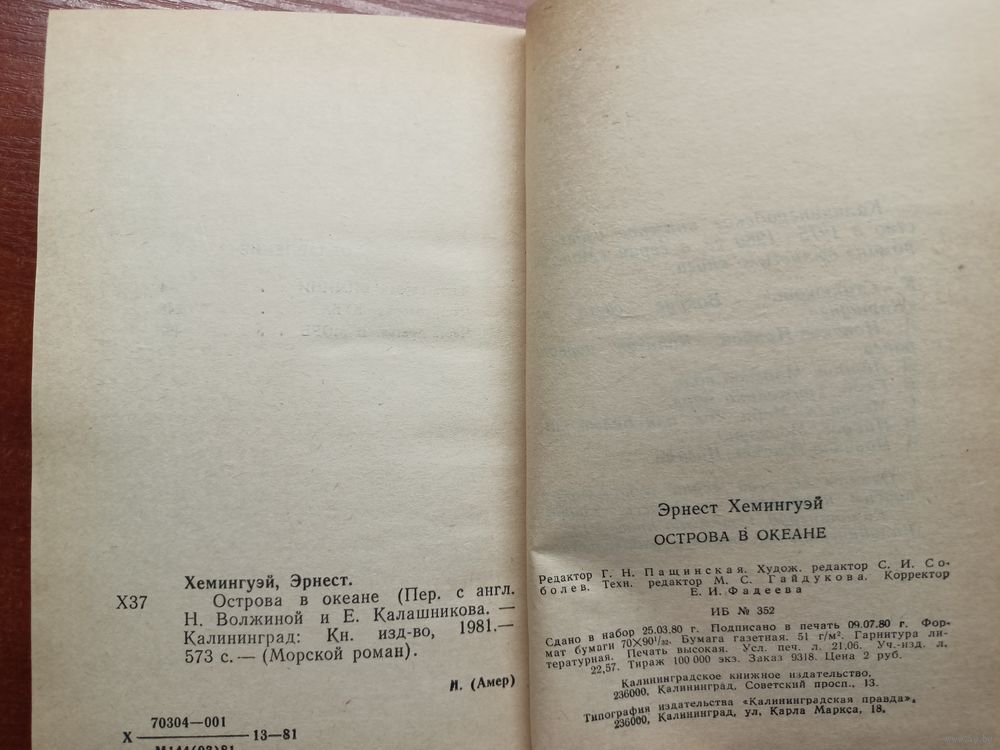 Хемингуэй, Эрнест.
Х37 Острова в океане (Пер. с англ.
Н. Волжиной и Е. Калашникова. —
Калининград: Кн. изд-во, 1981.—
573 с.— (Морской роман).
И. (Амер)
70304—001
Х 13—81
М144(03)81
Эрнест Хемингуэй
ОСТРОВА В ОКЕАНЕ
Редактор Г. Н. Пащинская. Худож. редактор С. И. Со-
болев. Техн. редактор М. С. Гайдукова. Корректор
Е. И. Фадеева
ИБ № 352
Сдано в набор 25.03.80 г. Подписано в печать 09.07.80 г. Фор-
мат бумаги 70×90¹/₃₂. Бумага газетная. 51 г/м². Гарнитура ли-
тературная. Печать высокая. Усл. печ. л. 21,06. Уч.-изд. л.
22,57. Тираж 100 000 экз. Заказ 9318. Цена 2 руб.
Калининградское книжное издательство,
236000, Калининград, Советский просп., 13.
Типография издательства «Калининградская правда»,
236000, Калининград, ул. Карла Маркса, 18.